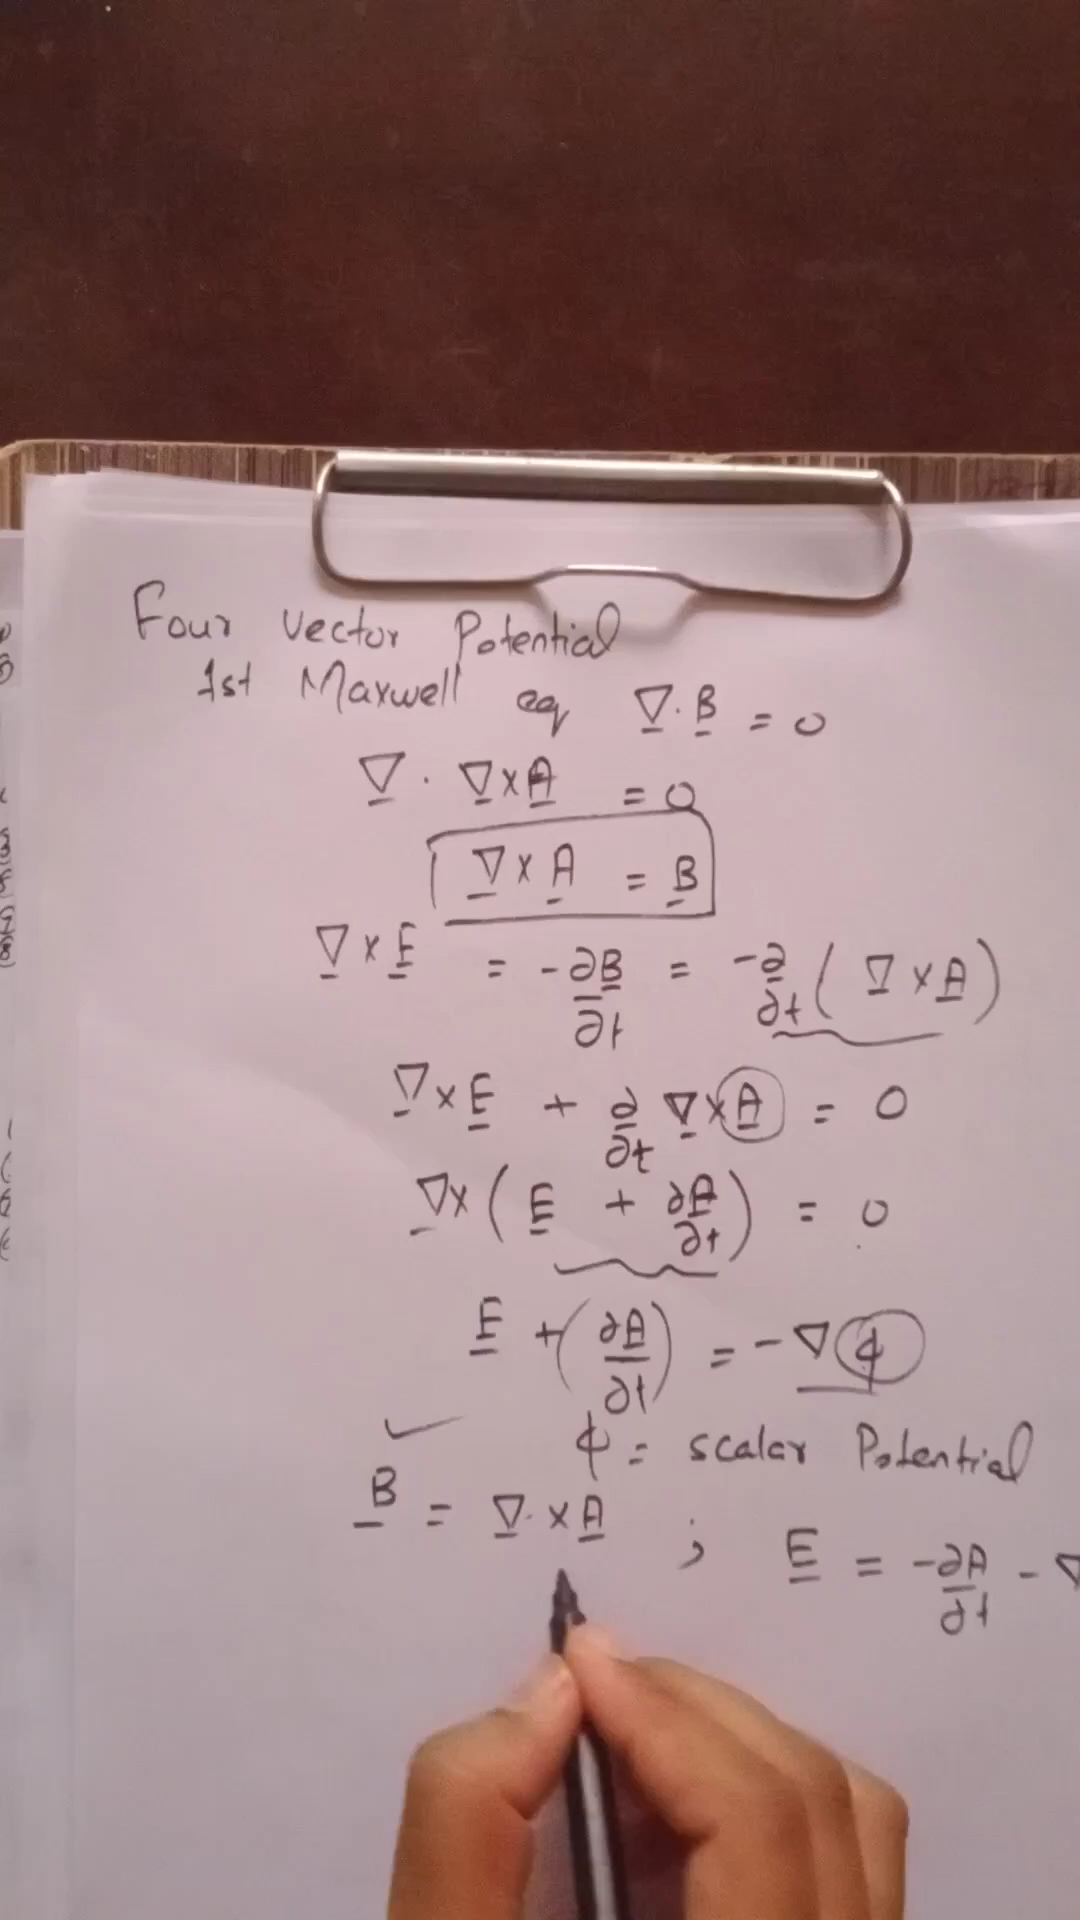 Four Vector Potential
1st Maxwell eq ∇·B = 0
∇ · ∇×A = 0
∇×A = B
∇×E = -∂B/∂t = -∂/∂t (∇×A)
∇×E + ∂/∂t ∇×A = 0
∇×(E + ∂A/∂t) = 0
E + (∂A/∂t) = -∇φ
φ = scalar Potential
B = ∇×A ; E = -∂A/∂t - ∇